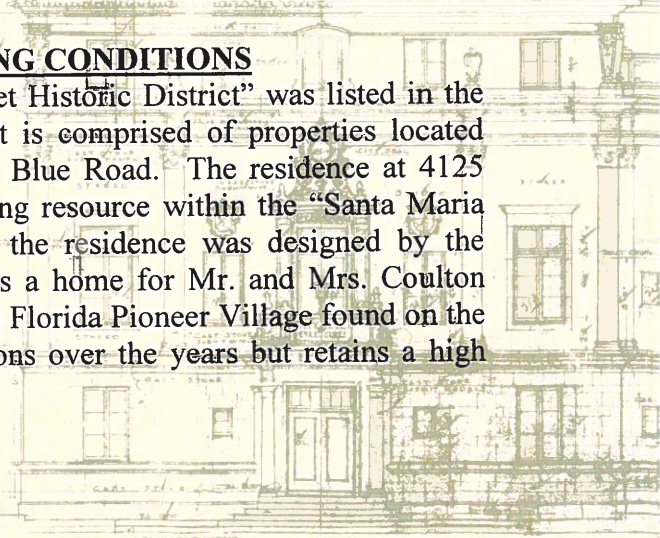 NG CONDITIONS
et Historic District” was listed in the
t is comprised of properties located
Blue Road. The residence at 4125
ng resource within the “Santa Maria
the residence was designed by the
s a home for Mr. and Mrs. Coulton
Florida Pioneer Village found on the
ons over the years but retains a high